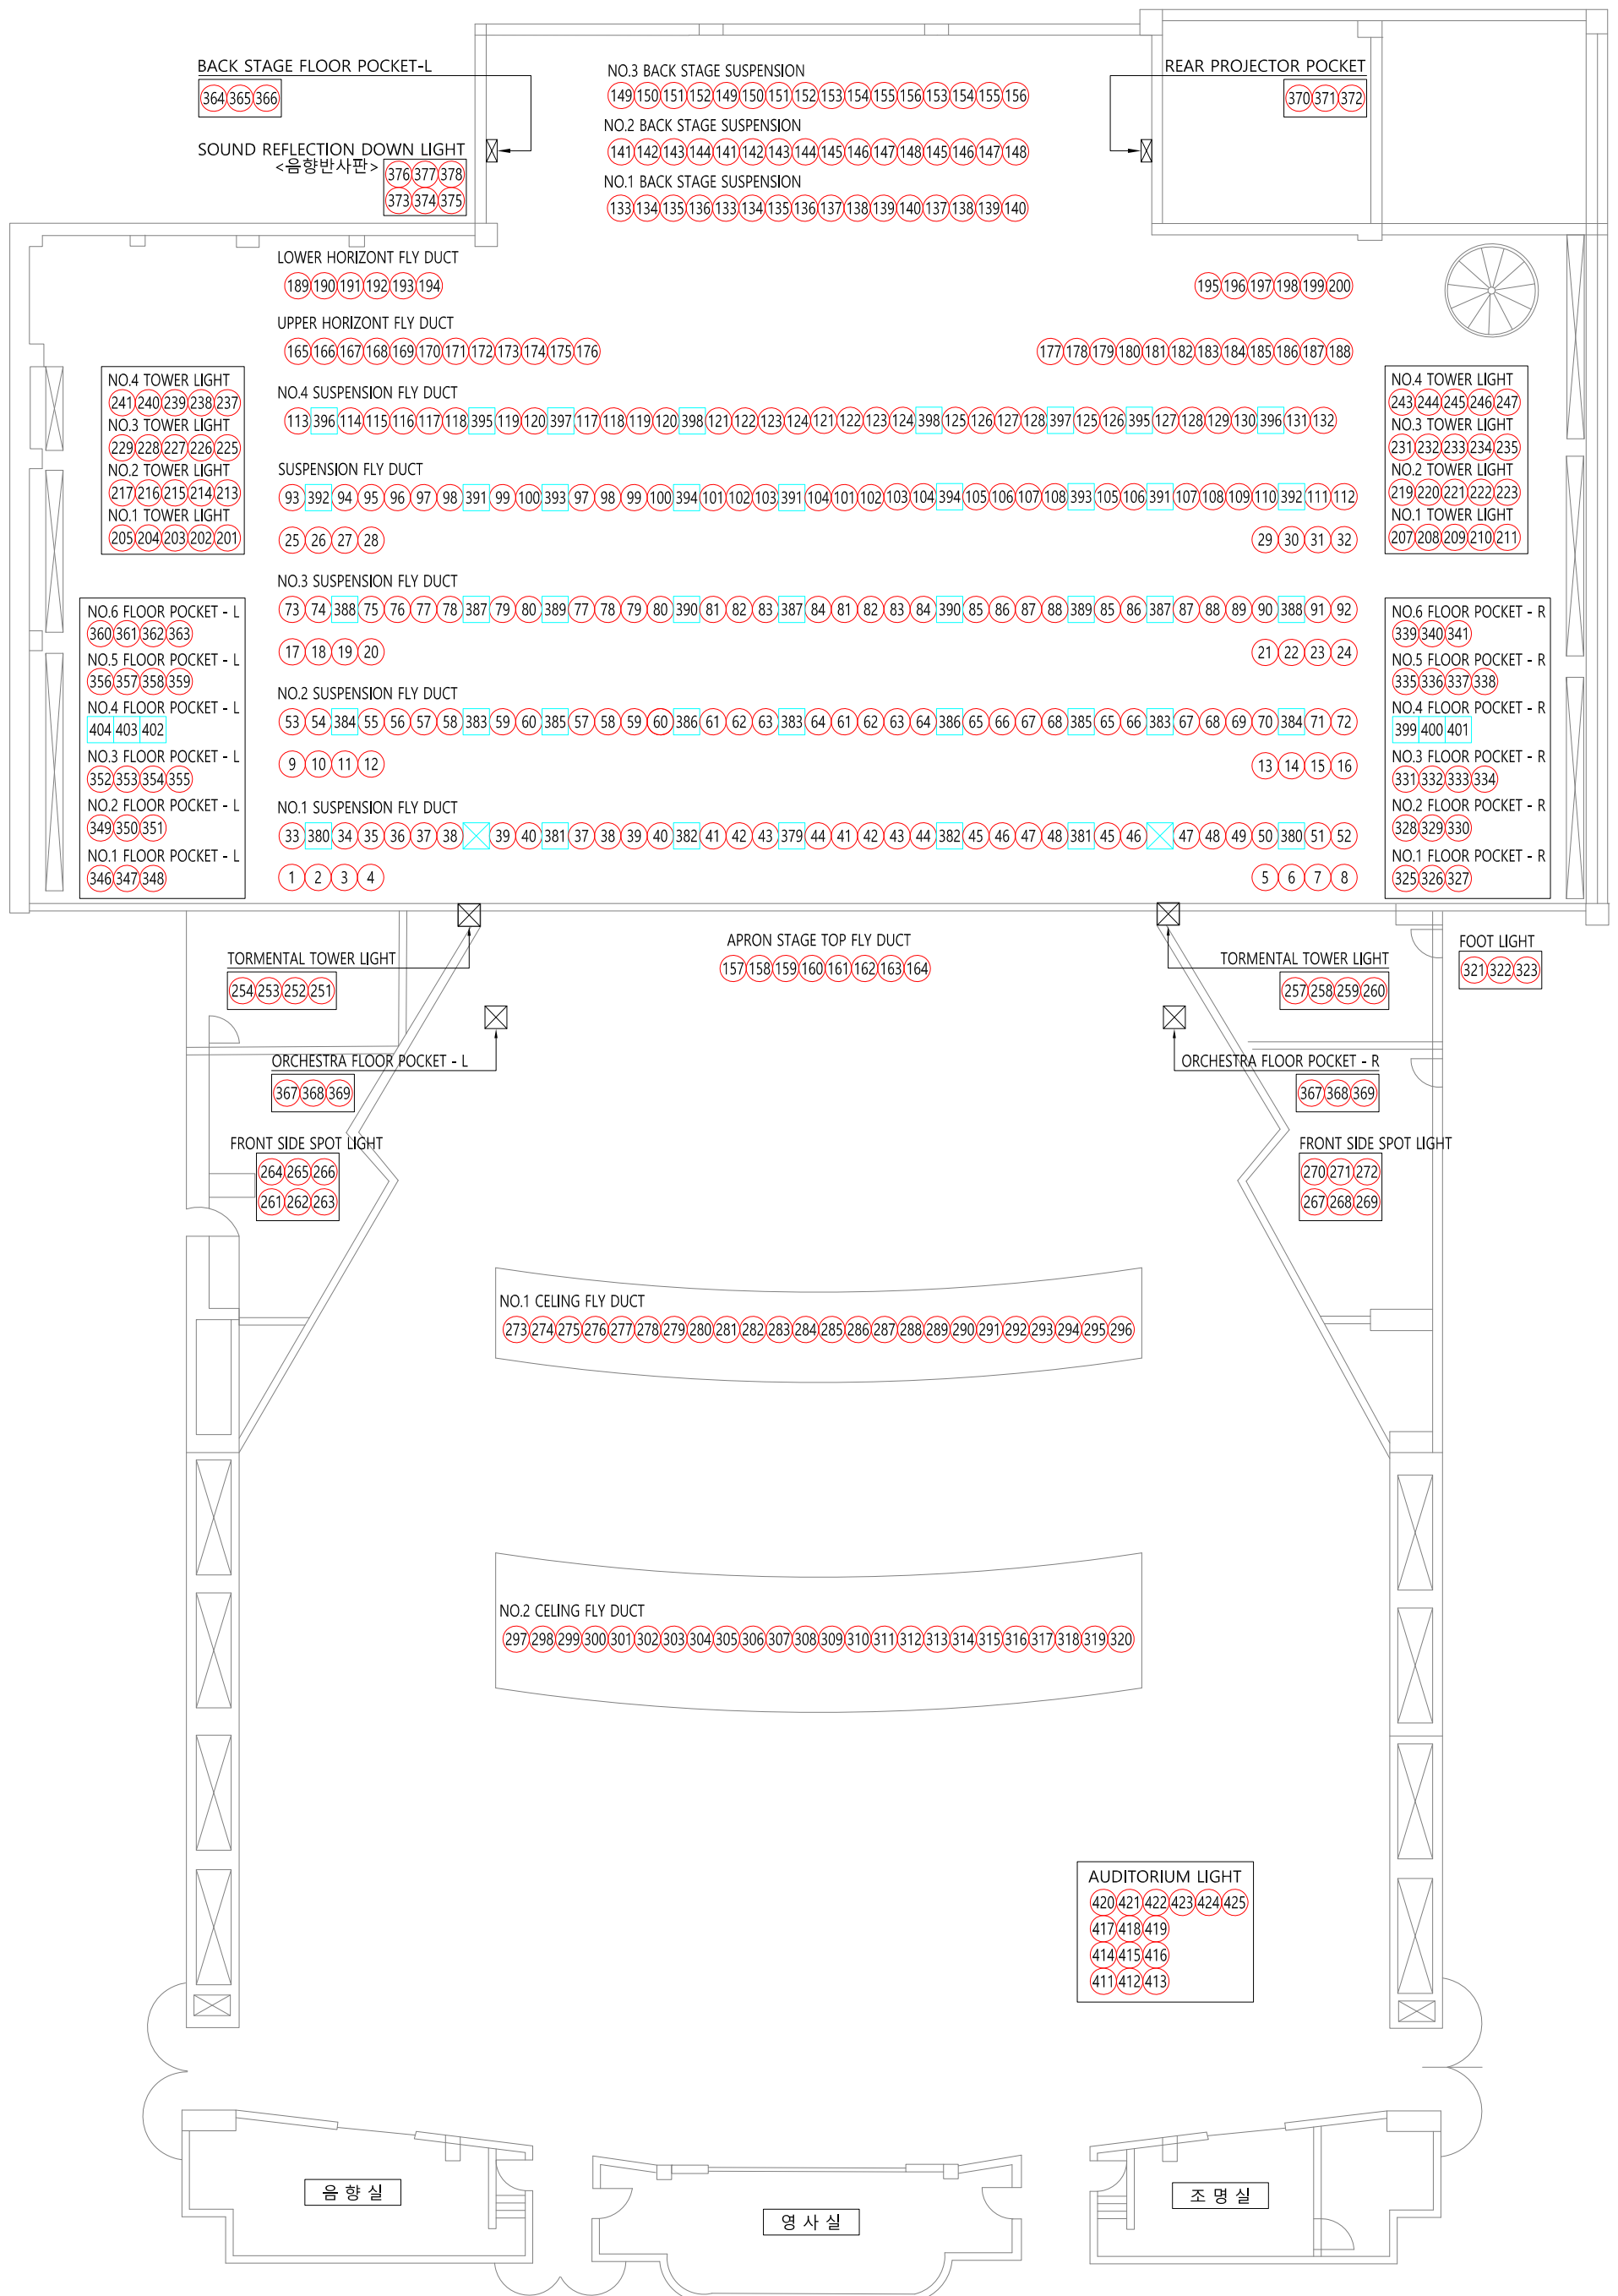 BACK STAGE FLOOR POCKET-L
364 365 366
NO.3 BACK STAGE SUSPENSION
149 150 151 152 149 150 151 152 153 154 155 156 153 154 155 156
REAR PROJECTOR POCKET
370 371 372
NO.2 BACK STAGE SUSPENSION
141 142 143 144 141 142 143 144 145 146 147 148 145 146 147 148
SOUND REFLECTION DOWN LIGHT
<음향반사판>
376 377 378
373 374 375
NO.1 BACK STAGE SUSPENSION
133 134 135 136 133 134 135 136 137 138 139 140 137 138 139 140
LOWER HORIZONT FLY DUCT
189 190 191 192 193 194 195 196 197 198 199 200
UPPER HORIZONT FLY DUCT
165 166 167 168 169 170 171 172 173 174 175 176 177 178 179 180 181 182 183 184 185 186 187 188
NO.4 TOWER LIGHT
241 240 239 238 237
NO.3 TOWER LIGHT
229 228 227 226 225
NO.2 TOWER LIGHT
217 216 215 214 213
NO.1 TOWER LIGHT
205 204 203 202 201
NO.4 SUSPENSION FLY DUCT
113 396 114 115 116 117 118 395 119 120 397 117 118 119 120 398 121 122 123 124 121 122 123 124 398 125 126 127 128 397 125 126 395 127 128 129 130 396 131 132
SUSPENSION FLY DUCT
93 392 94 95 96 97 98 391 99 100 393 97 98 99 100 394 101 102 103 391 104 101 102 103 104 394 105 106 107 108 393 105 106 391 107 108 109 110 392 111 112
25 26 27 28 29 30 31 32
NO.4 TOWER LIGHT
243 244 245 246 247
NO.3 TOWER LIGHT
231 232 233 234 235
NO.2 TOWER LIGHT
219 220 221 222 223
NO.1 TOWER LIGHT
207 208 209 210 211
NO.3 SUSPENSION FLY DUCT
73 74 388 75 76 77 78 387 79 80 389 77 78 79 80 390 81 82 83 387 84 81 82 83 84 390 85 86 87 88 389 85 86 387 87 88 89 90 388 91 92
17 18 19 20 21 22 23 24
NO.6 FLOOR POCKET - L
360 361 362 363
NO.5 FLOOR POCKET - L
356 357 358 359
NO.4 FLOOR POCKET - L
404 403 402
NO.3 FLOOR POCKET - L
352 353 354 355
NO.2 FLOOR POCKET - L
349 350 351
NO.1 FLOOR POCKET - L
346 347 348
NO.2 SUSPENSION FLY DUCT
53 54 384 55 56 57 58 383 59 60 385 57 58 59 60 386 61 62 63 383 64 61 62 63 64 386 65 66 67 68 385 65 66 383 67 68 69 70 384 71 72
9 10 11 12 13 14 15 16
NO.1 SUSPENSION FLY DUCT
33 380 34 35 36 37 38 39 40 381 37 38 39 40 382 41 42 43 379 44 41 42 43 44 382 45 46 47 48 381 45 46 47 48 49 50 380 51 52
1 2 3 4 5 6 7 8
NO.6 FLOOR POCKET - R
339 340 341
NO.5 FLOOR POCKET - R
335 336 337 338
NO.4 FLOOR POCKET - R
399 400 401
NO.3 FLOOR POCKET - R
331 332 333 334
NO.2 FLOOR POCKET - R
328 329 330
NO.1 FLOOR POCKET - R
325 326 327
TORMENTAL TOWER LIGHT
254 253 252 251
APRON STAGE TOP FLY DUCT
157 158 159 160 161 162 163 164
TORMENTAL TOWER LIGHT
257 258 259 260
FOOT LIGHT
321 322 323
ORCHESTRA FLOOR POCKET - L
367 368 369
ORCHESTRA FLOOR POCKET - R
367 368 369
FRONT SIDE SPOT LIGHT
264 265 266
261 262 263
FRONT SIDE SPOT LIGHT
270 271 272
267 268 269
NO.1 CELING FLY DUCT
273 274 275 276 277 278 279 280 281 282 283 284 285 286 287 288 289 290 291 292 293 294 295 296
NO.2 CELING FLY DUCT
297 298 299 300 301 302 303 304 305 306 307 308 309 310 311 312 313 314 315 316 317 318 319 320
AUDITORIUM LIGHT
420 421 422 423 424 425
417 418 419
414 415 416
411 412 413
음 향 실
영 사 실
조 명 실